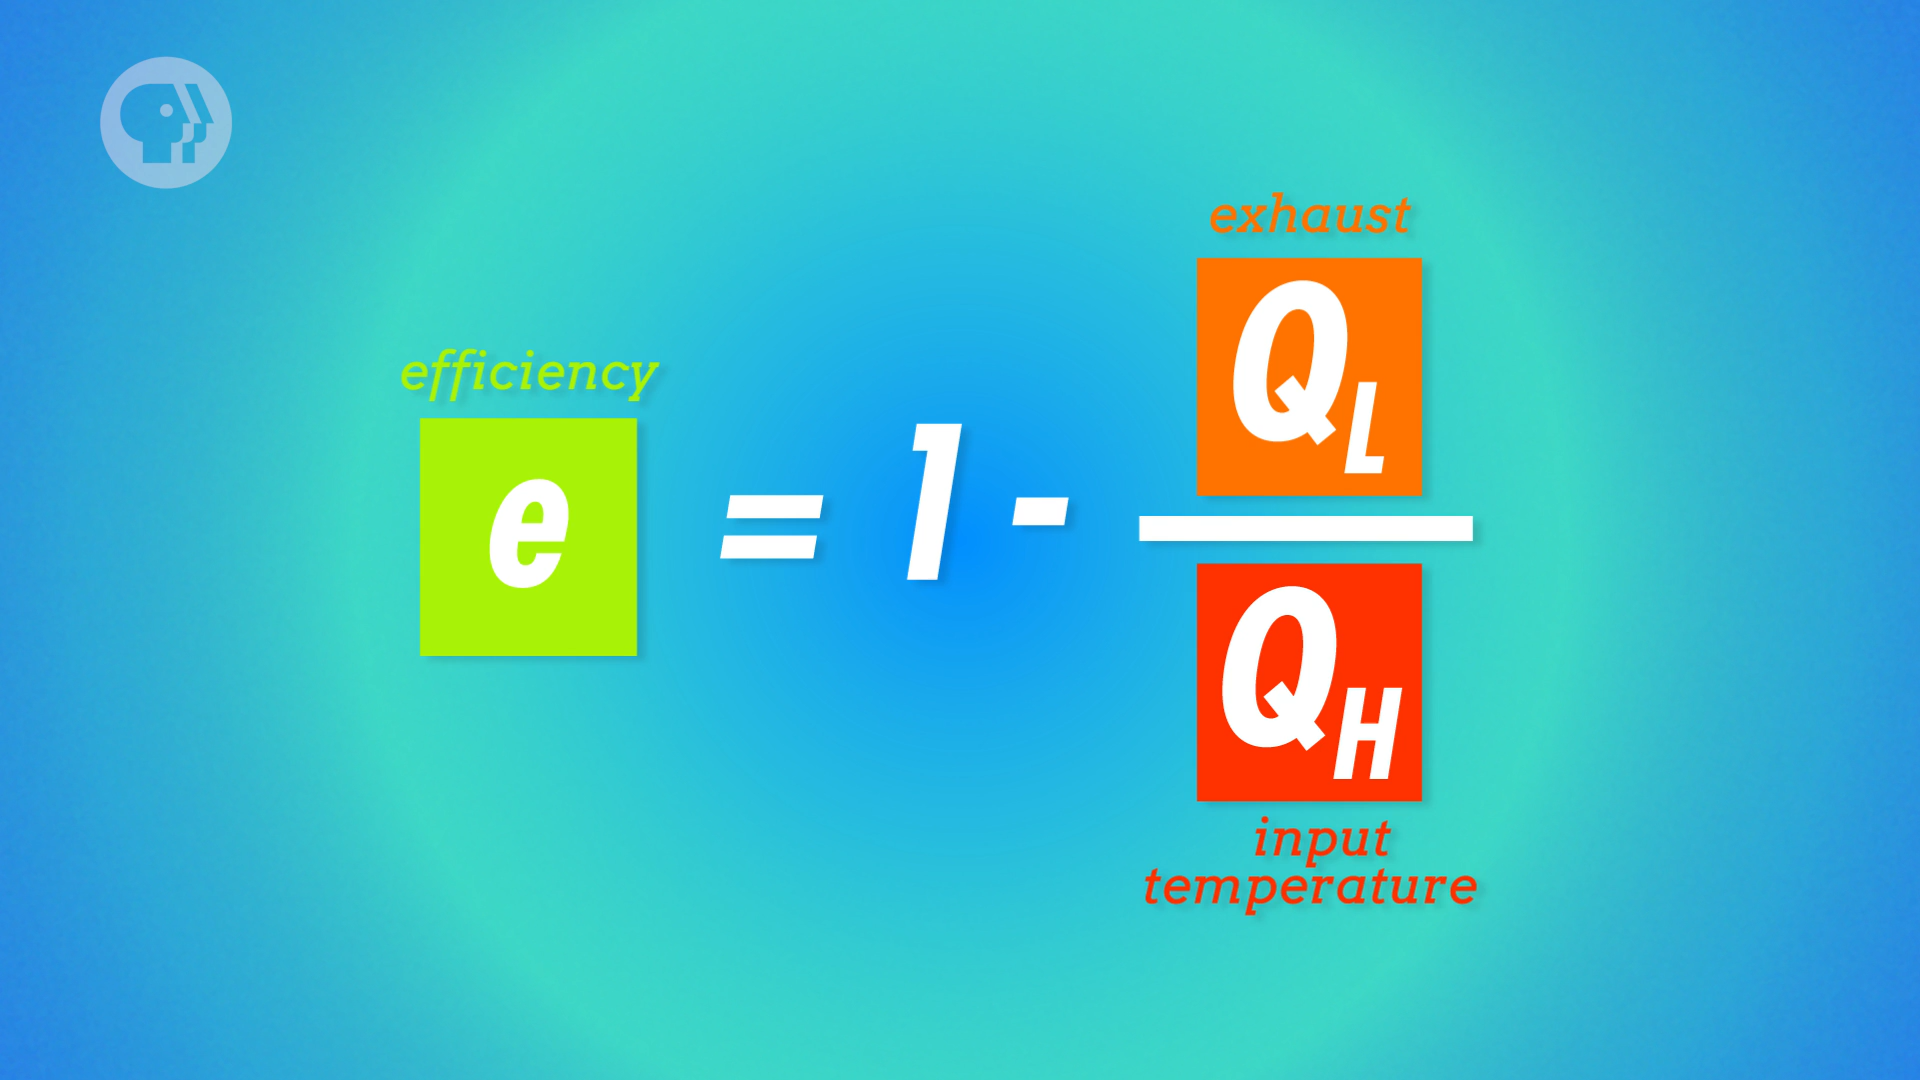 exhaust
efficiency
e = 1 - Q_L / Q_H
input
temperature